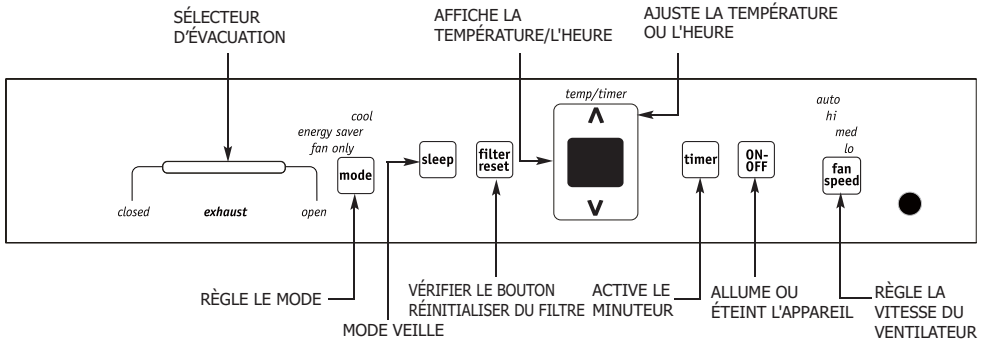 SÉLECTEUR
D'ÉVACUATION
AFFICHE LA
TEMPÉRATURE/L'HEURE
AJUSTE LA TEMPÉRATURE
OU L'HEURE
temp/timer
cool
energy saver
fan only
mode
sleep
filter
reset
timer
ON-
OFF
auto
hi
med
lo
fan
speed
closed
exhaust
open
RÈGLE LE MODE
MODE VEILLE
VÉRIFIER LE BOUTON
RÉINITIALISER DU FILTRE
ACTIVE LE
MINUTEUR
ALLUME OU
ÉTEINT L'APPAREIL
RÈGLE LA
VITESSE DU
VENTILATEUR